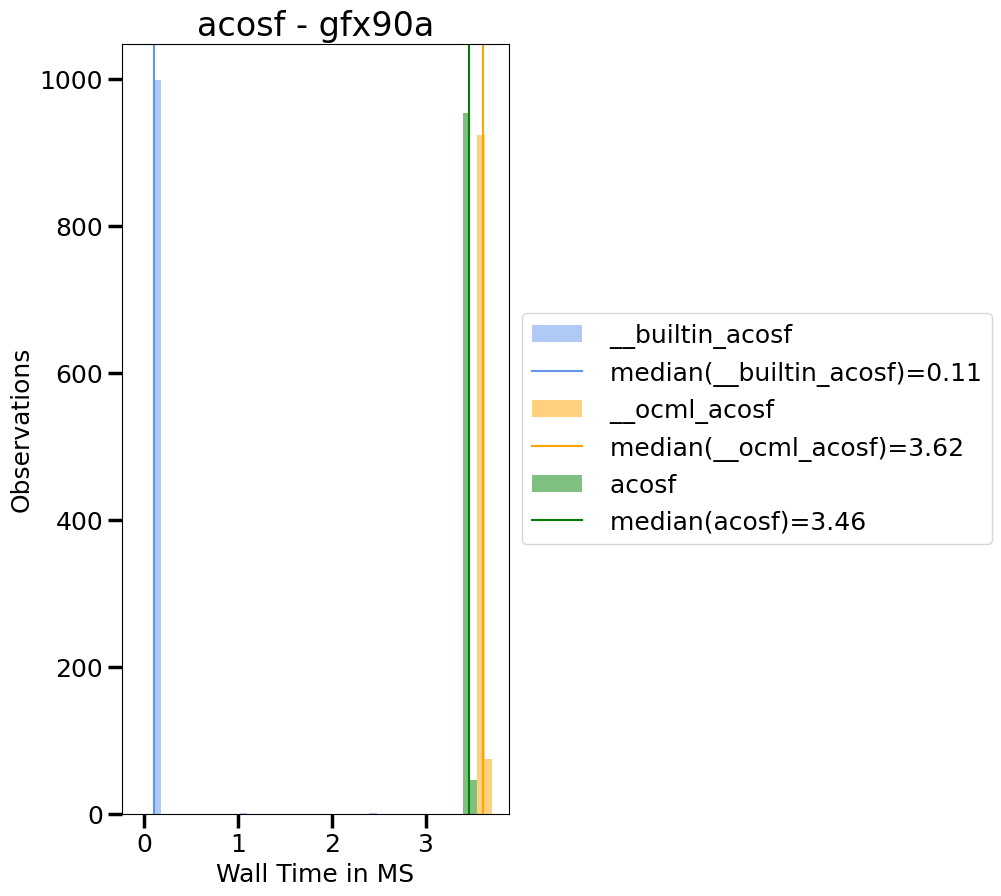 acosf - gfx90a
1000
800
600
400
200
0
Observations
0 1 2 3
Wall Time in MS
__builtin_acosf
median(__builtin_acosf)=0.11
__ocml_acosf
median(__ocml_acosf)=3.62
acosf
median(acosf)=3.46